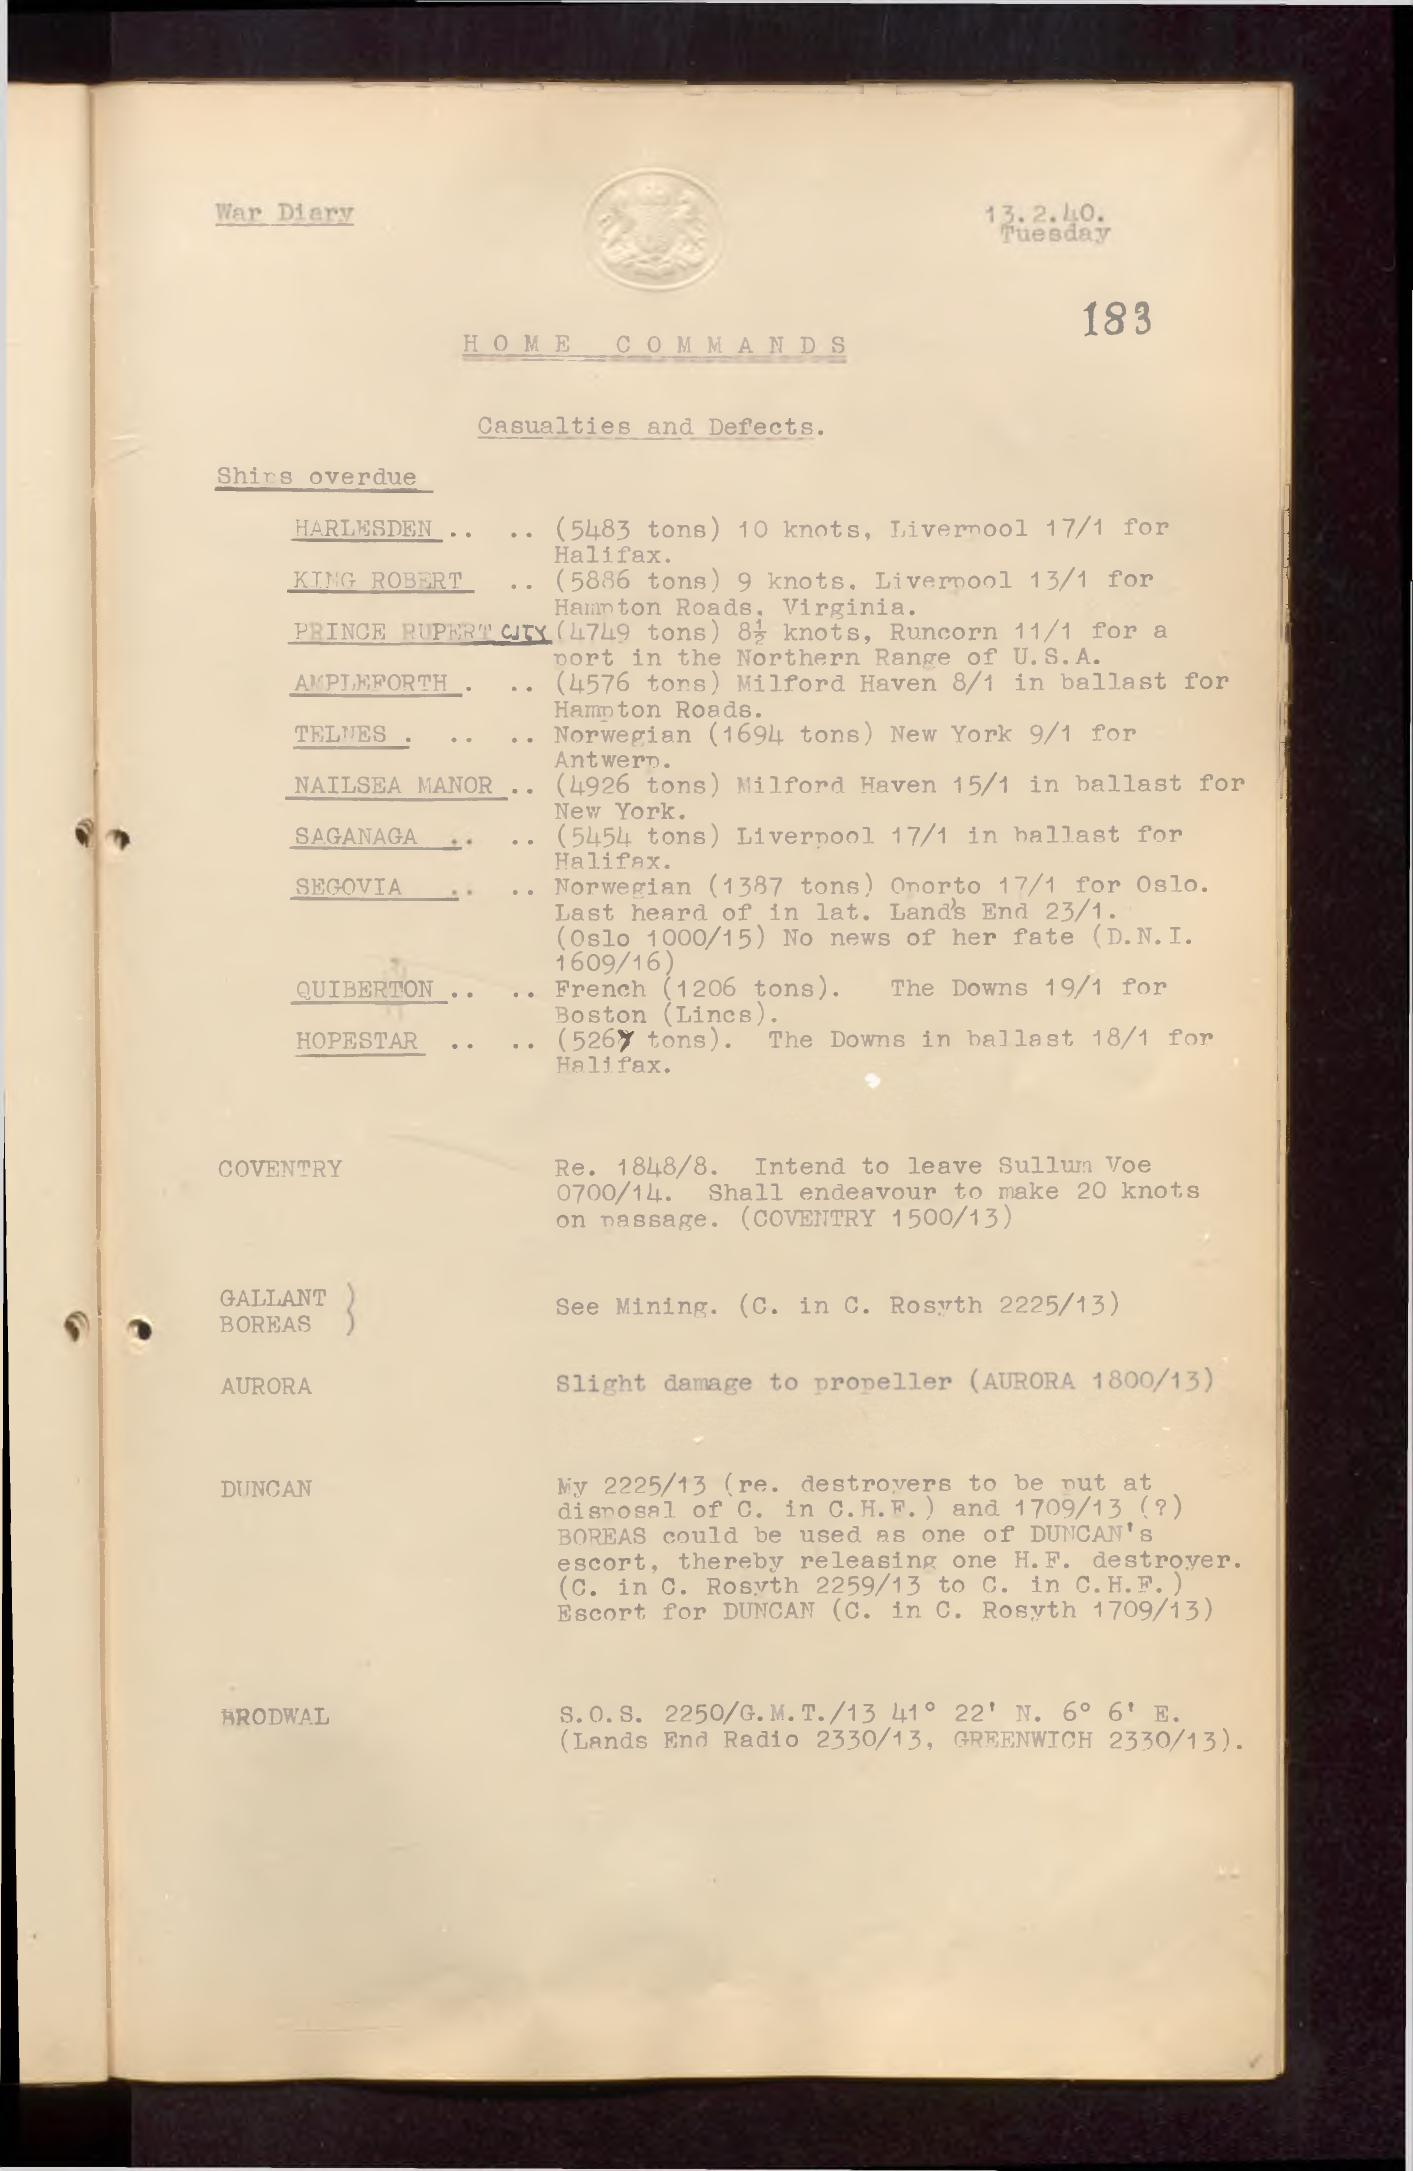 War Diary
13.2.40.
Tuesday
183
HOME COMMANDS
Casualties and Defects.
Ships overdue
HARLESDEN .. .. (5483 tons) 10 knots, Liverpool 17/1 for
Halifax.
KING ROBERT .. (5886 tons) 9 knots. Liverpool 13/1 for
Hampton Roads, Virginia.
PRINCE RUPERT CITY (4749 tons) 8½ knots, Runcorn 11/1 for a
port in the Northern Range of U.S.A.
AMPLEFORTH . .. (4576 tons) Milford Haven 8/1 in ballast for
Hampton Roads.
TELNES . .. .. Norwegian (1694 tons) New York 9/1 for
Antwerp.
NAILSEA MANOR .. (4926 tons) Milford Haven 15/1 in ballast for
New York.
SAGANAGA .. .. (5454 tons) Liverpool 17/1 in ballast for
Halifax.
SEGOVIA .. .. Norwegian (1387 tons) Oporto 17/1 for Oslo.
Last heard of in lat. Land's End 23/1.
(Oslo 1000/15) No news of her fate (D.N.I.
1609/16)
QUIBERTON .. .. French (1206 tons). The Downs 19/1 for
Boston (Lincs).
HOPESTAR .. .. (5267 tons). The Downs in ballast 18/1 for
Halifax.
COVENTRY Re. 1848/8. Intend to leave Sullum Voe
0700/14. Shall endeavour to make 20 knots
on passage. (COVENTRY 1500/13)
GALLANT )
BOREAS ) See Mining. (C. in C. Rosyth 2225/13)
AURORA Slight damage to propeller (AURORA 1800/13)
DUNCAN My 2225/13 (re. destroyers to be put at
disposal of C. in C.H.F.) and 1709/13 (?)
BOREAS could be used as one of DUNCAN's
escort, thereby releasing one H.F. destroyer.
(C. in C. Rosyth 2259/13 to C. in C.H.F.)
Escort for DUNCAN (C. in C. Rosyth 1709/13)
BRODWAL S.O.S. 2250/G.M.T./13 41° 22' N. 6° 6' E.
(Lands End Radio 2330/13, GREENWICH 2330/13).